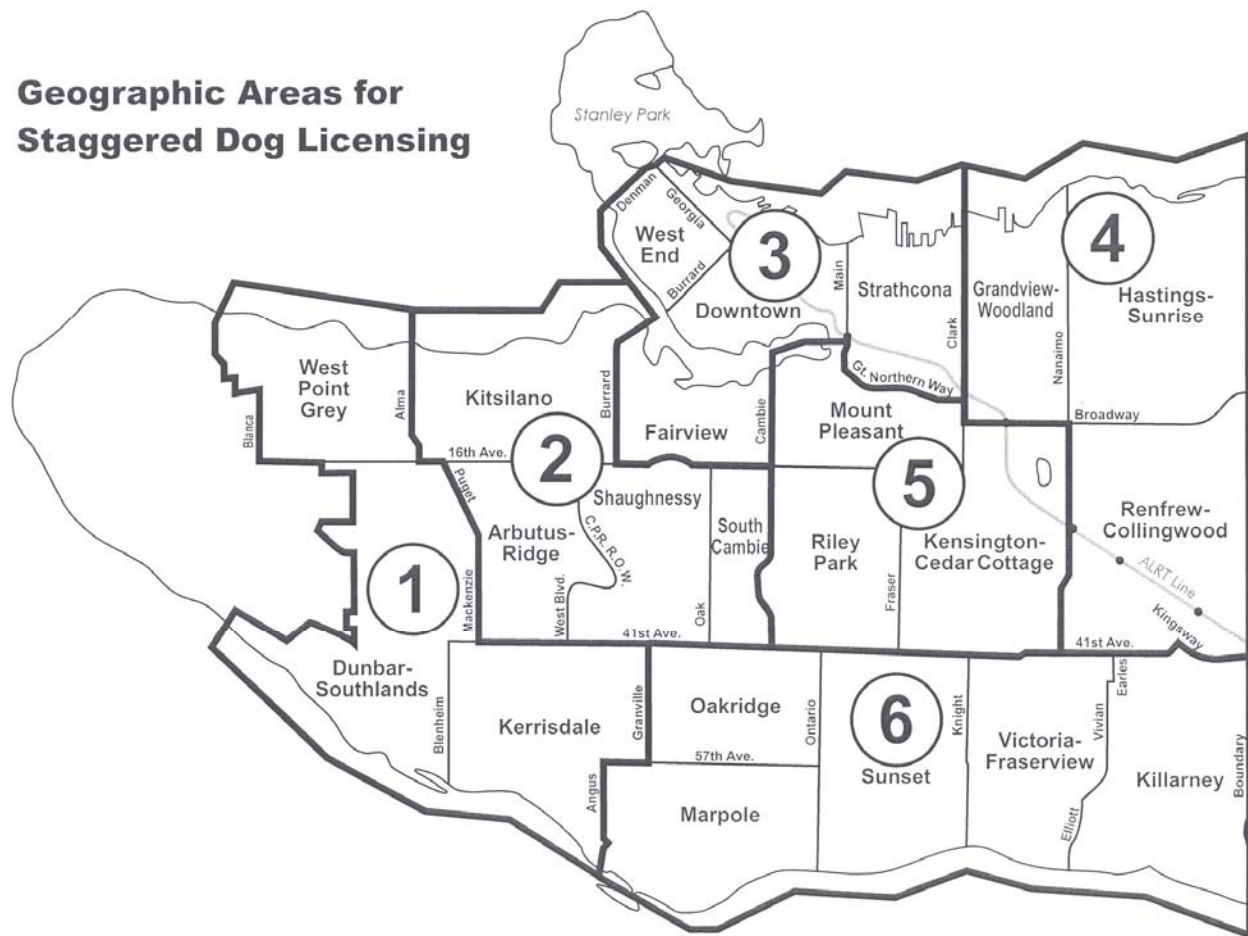 Geographic Areas for
Staggered Dog Licensing
Stanley Park
Denman
Georgia
West
End
Burrard
3
Downtown
Main
Strathcona
Clark
Grandview-
Woodland
Nanaimo
4
Hastings-
Sunrise
Gt. Northern Way
Broadway
West
Point
Grey
Blanca
Alma
Kitsilano
Burrard
16th Ave.
2
Fairview
Cambie
Mount
Pleasant
5
Puget
Arbutus-
Ridge
Shaughnessy
C.P.R. R.O.W.
South
Cambie
Riley
Park
Fraser
Kensington-
Cedar Cottage
Renfrew-
Collingwood
ALRT Line
Kingsway
1
Mackenzie
West Blvd.
Oak
41st Ave.
41st Ave.
Dunbar-
Southlands
Blenheim
Kerrisdale
Granville
Angus
Oakridge
57th Ave.
Ontario
Marpole
6
Sunset
Knight
Victoria-
Fraserview
Earles
Vivian
Elliott
Killarney
Boundary